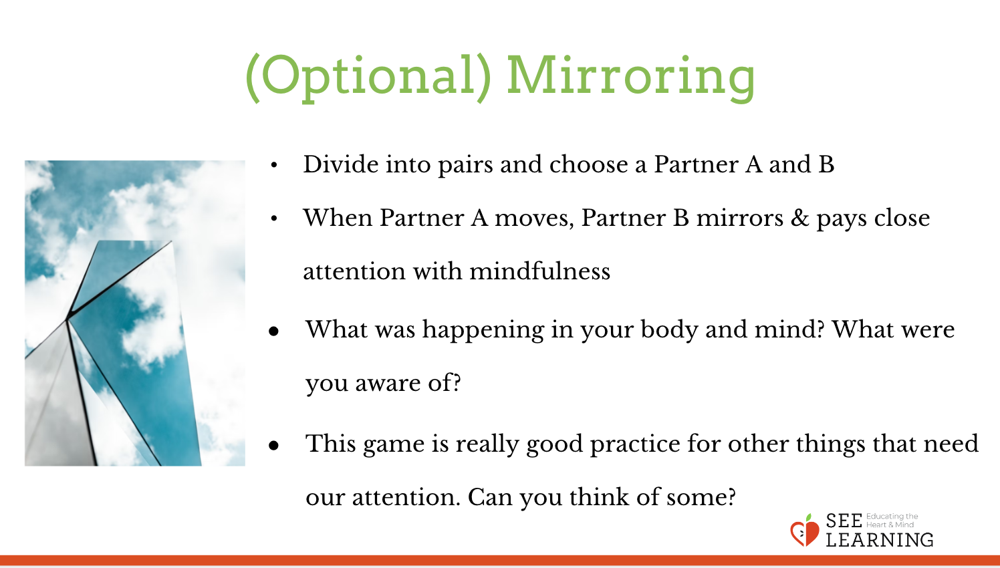 (Optional) Mirroring
• Divide into pairs and choose a Partner A and B
• When Partner A moves, Partner B mirrors & pays close
attention with mindfulness
● What was happening in your body and mind? What were
you aware of?
● This game is really good practice for other things that need
our attention. Can you think of some?
SEE Educating the
Heart & Mind
LEARNING